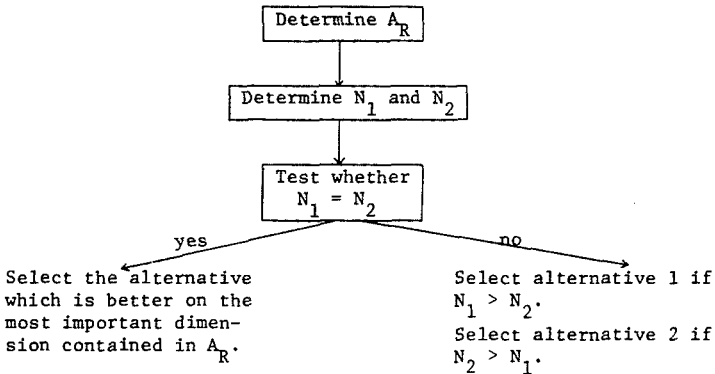 Determine A_R
Determine N_1 and N_2
Test whether
N_1 = N_2
yes
no
Select the alternative
which is better on the
most important dimen-
sion contained in A_R.
Select alternative 1 if
N_1 > N_2.
Select alternative 2 if
N_2 > N_1.